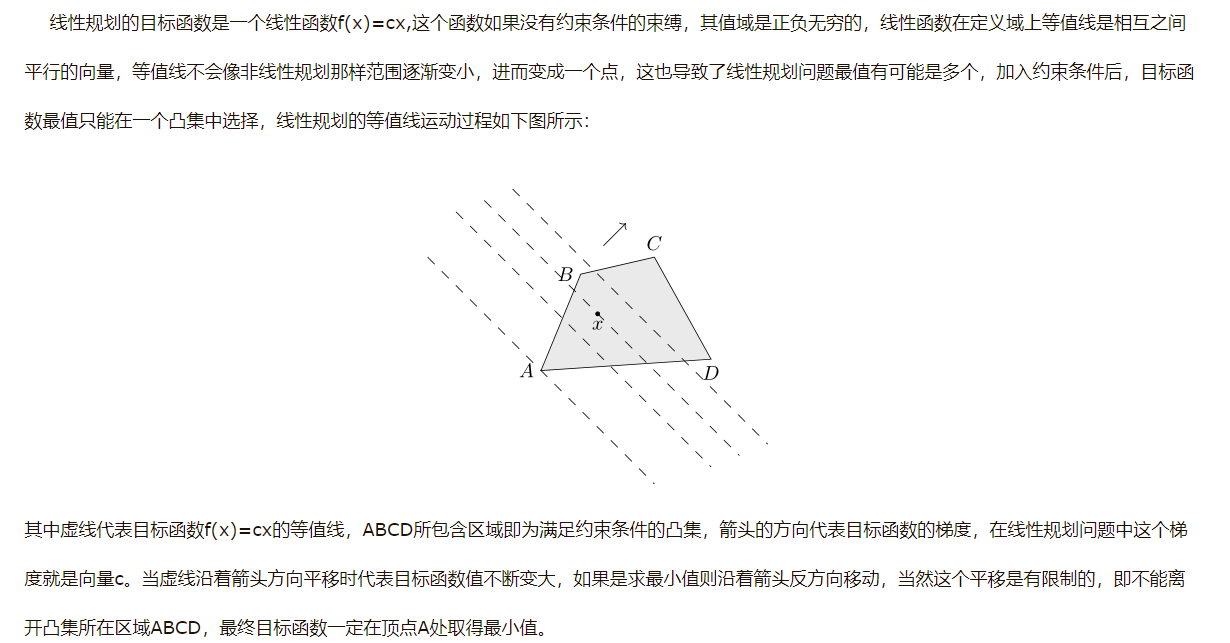 线性规划的目标函数是一个线性函数f(x)=cx,这个函数如果没有约束条件的束缚，其值域是正负无穷的，线性函数在定义域上等值线是相互之间
平行的向量，等值线不会像非线性规划那样范围逐渐变小，进而变成一个点，这也导致了线性规划问题最值有可能是多个，加入约束条件后，目标函
数最值只能在一个凸集中选择，线性规划的等值线运动过程如下图所示：
C
B
x
A
D
其中虚线代表目标函数f(x)=cx的等值线，ABCD所包含区域即为满足约束条件的凸集，箭头的方向代表目标函数的梯度，在线性规划问题中这个梯
度就是向量c。当虚线沿着箭头方向平移时代表目标函数值不断变大，如果是求最小值则沿着箭头反方向移动，当然这个平移是有限制的，即不能离
开凸集所在区域ABCD，最终目标函数一定在顶点A处取得最小值。